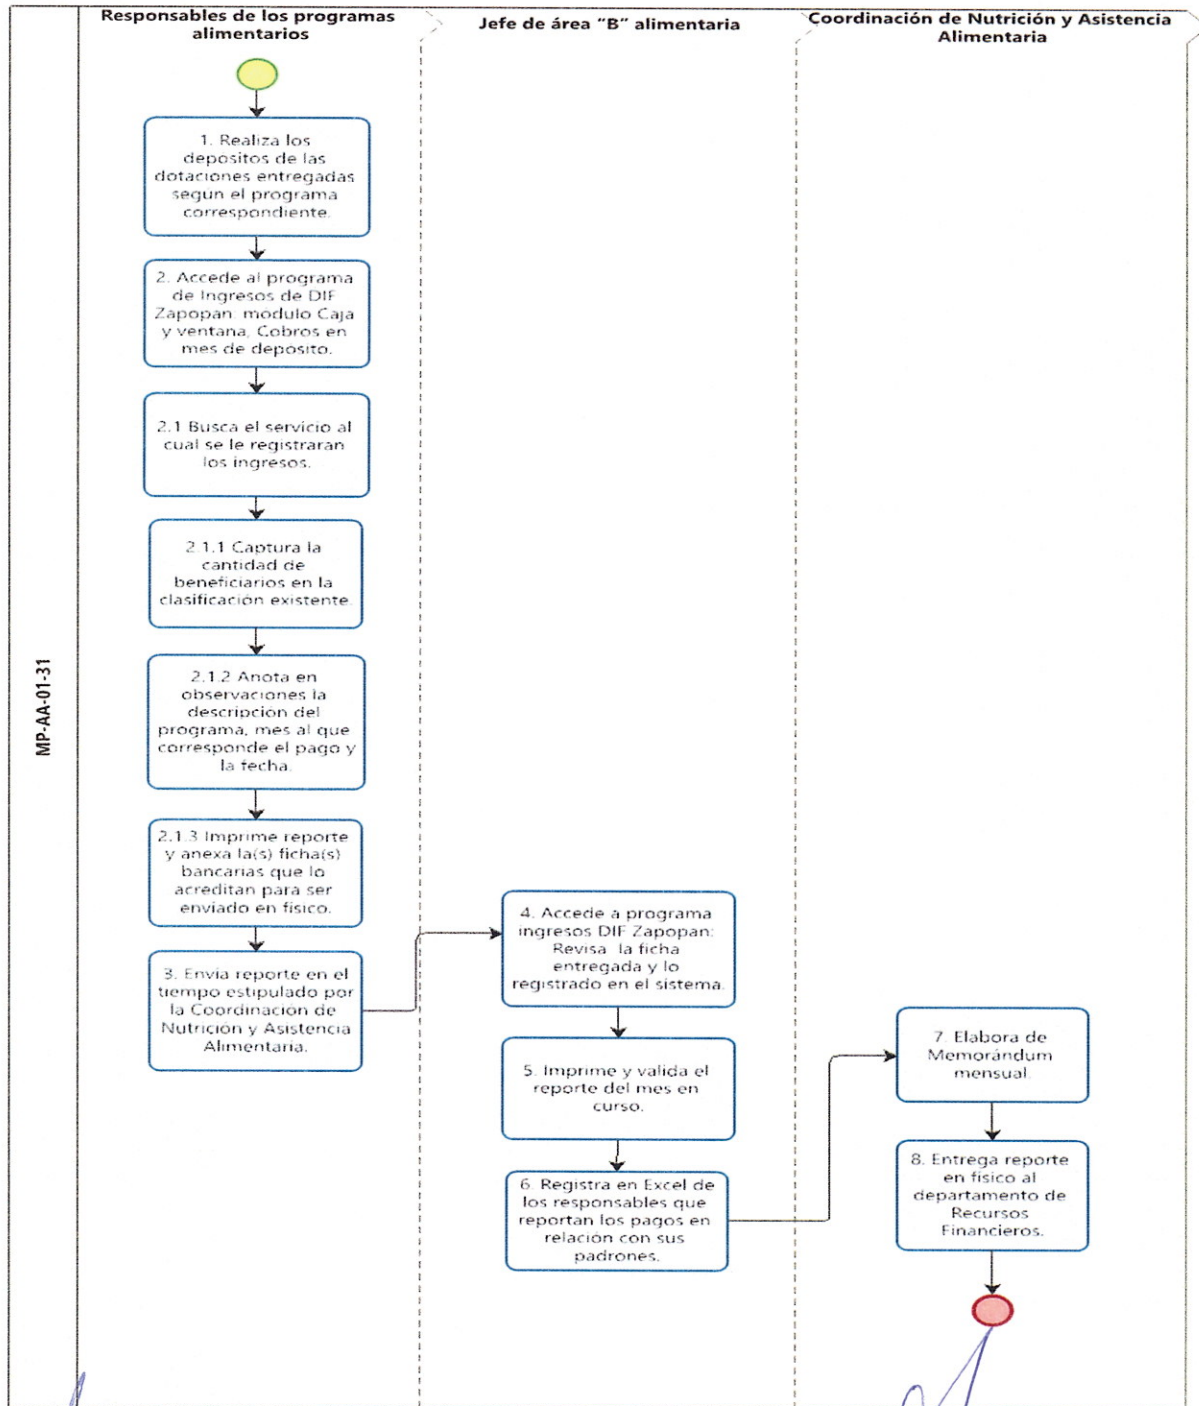 Responsables de los programas
alimentarios
Jefe de área "B" alimentaria
Coordinación de Nutrición y Asistencia
Alimentaria
MP-AA-01-31
1. Realiza los
depositos de las
dotaciones entregadas
segun el programa
correspondiente.
2. Accede al programa
de Ingresos de DIF
Zapopan: modulo Caja
y ventana, Cobros en
mes de deposito.
2.1 Busca el servicio al
cual se le registraran
los ingresos.
2.1.1 Captura la
cantidad de
beneficiarios en la
clasificación existente.
2.1.2 Anota en
observaciones la
descripción del
programa, mes al que
corresponde el pago y
la fecha.
2.1.3 Imprime reporte
y anexa la(s) ficha(s)
bancarias que lo
acreditan para ser
enviado en físico.
3. Envía reporte en el
tiempo estipulado por
la Coordinación de
Nutrición y Asistencia
Alimentaria.
4. Accede a programa
ingresos DIF Zapopan:
Revisa la ficha
entregada y lo
registrado en el sistema.
5. Imprime y valida el
reporte del mes en
curso.
6. Registra en Excel de
los responsables que
reportan los pagos en
relación con sus
padrones.
7. Elabora de
Memorándum
mensual.
8. Entrega reporte
en físico al
departamento de
Recursos
Financieros.